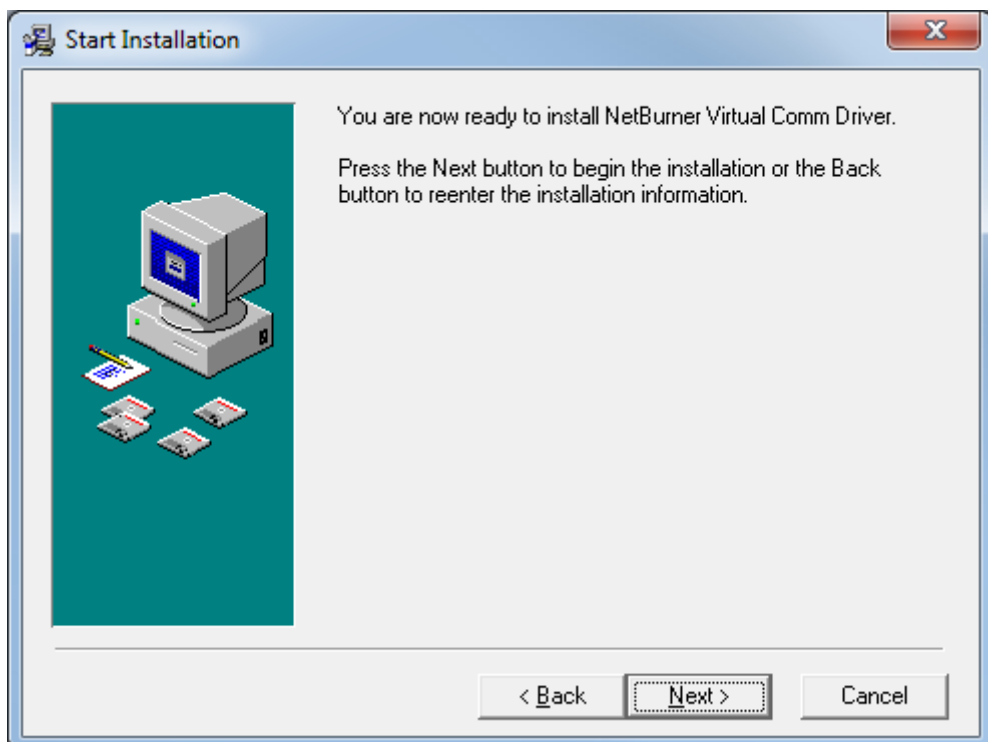 Start Installation
You are now ready to install NetBurner Virtual Comm Driver.
Press the Next button to begin the installation or the Back
button to reenter the installation information.
< Back
Next >
Cancel